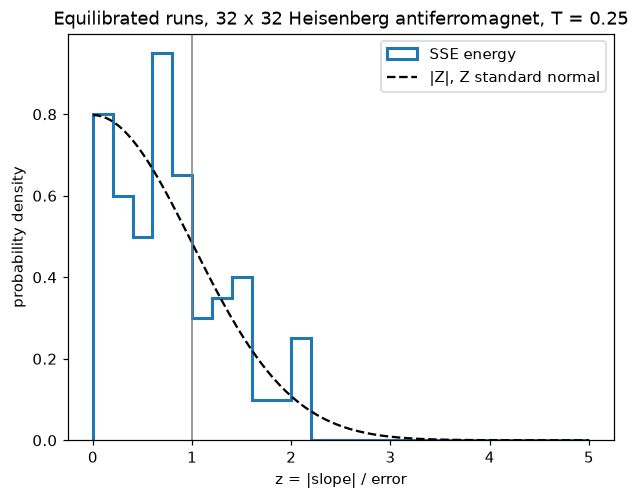 Equilibrated runs, 32 x 32 Heisenberg antiferromagnet, T = 0.25
SSE energy
|Z|, Z standard normal
probability density
0.8
0.6
0.4
0.2
0.0
0 1 2 3 4 5
z = |slope| / error